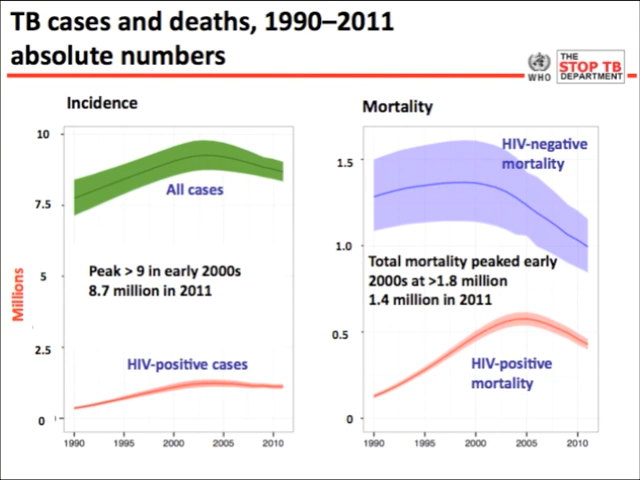 TB cases and deaths, 1990–2011
absolute numbers
WHO
THE
STOP TB
DEPARTMENT
Incidence
Mortality
Millions
10
7.5
5
2.5
0
All cases
Peak > 9 in early 2000s
8.7 million in 2011
HIV-positive cases
1990 1995 2000 2005 2010
1.5
1.0
0.5
0
HIV-negative
mortality
Total mortality peaked early
2000s at >1.8 million
1.4 million in 2011
HIV-positive
mortality
1990 1995 2000 2005 2010